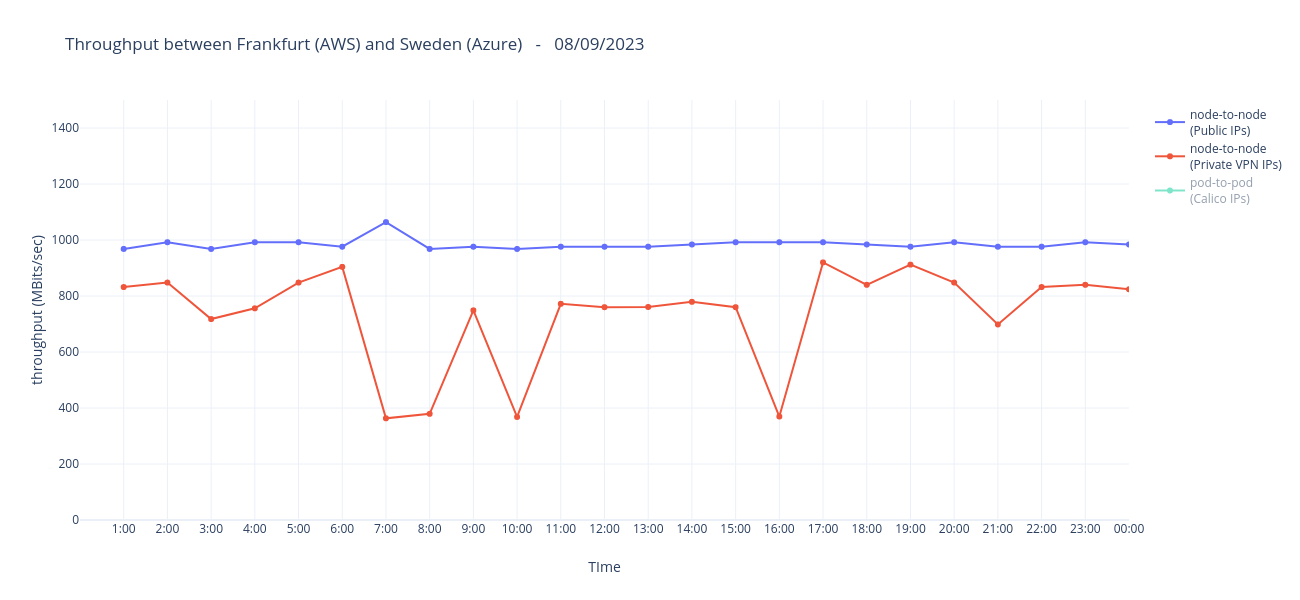 Throughput between Frankfurt (AWS) and Sweden (Azure)   -   08/09/2023
node-to-node
(Public IPs)
node-to-node
(Private VPN IPs)
pod-to-pod
(Calico IPs)
throughput (MBits/sec)
1400
1200
1000
800
600
400
200
0
1:00 2:00 3:00 4:00 5:00 6:00 7:00 8:00 9:00 10:00 11:00 12:00 13:00 14:00 15:00 16:00 17:00 18:00 19:00 20:00 21:00 22:00 23:00 00:00
TIme